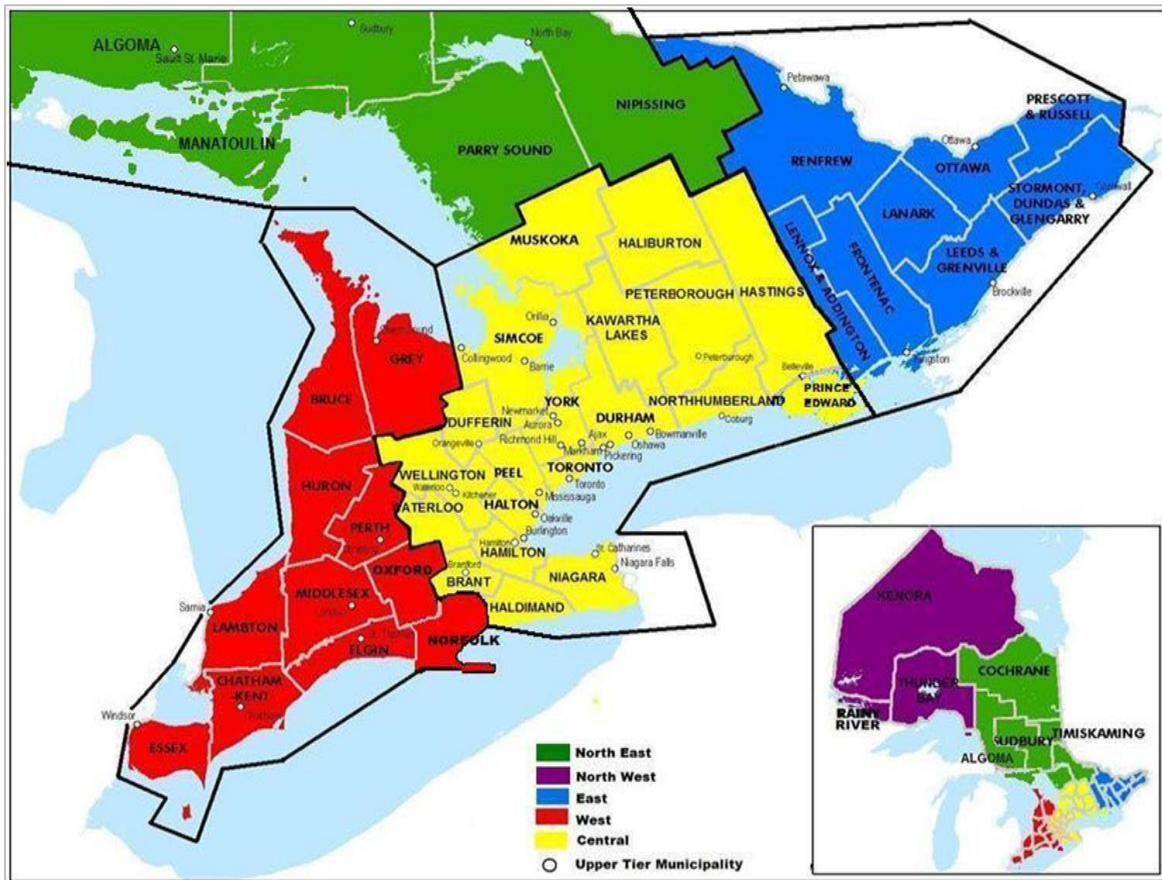 ALGOMA
Sault St. Marie
Sudbury
North Bay
MANATOULIN
PARRY SOUND
NIPISSING
Petawawa
RENFREW
Ottawa
OTTAWA
PRESCOTT
& RUSSELL
STORMONT,
DUNDAS &
GLENGARRY
Cornwall
LANARK
LEEDS &
GRENVILLE
Brockville
LENNOX & ADDINGTON
FRONTENAC
Kingston
MUSKOKA
HALIBURTON
PETERBOROUGH
HASTINGS
KAWARTHA
LAKES
Orillia
SIMCOE
Collingwood
Barrie
Peterborough
Belleville
PRINCE
EDWARD
NORTHHUMBERLAND
Coburg
YORK
Newmarket
Aurora
DUFFERIN
Richmond Hill
Orangeville
DURHAM
Ajax
Bowmanville
Oshawa
Markham
Pickering
TORONTO
Toronto
WELLINGTON
PEEL
Waterloo
Kitchener
WATERLOO
HALTON
Mississauga
Oakville
Burlington
Hamilton
HAMILTON
St. Catharines
Niagara Falls
NIAGARA
Branford
BRANT
HALDIMAND
GREY
BRUCE
HURON
PERTH
OXFORD
MIDDLESEX
Sarnia
LAMBTON
St. Thomas
ELGIN
NORFOLK
CHATHAM
-KENT
Windsor
ESSEX
North East
North West
East
West
Central
Upper Tier Municipality
KENORA
COCHRANE
THUNDER
BAY
RAINY
RIVER
TIMISKAMING
SUDBURY
ALGOMA